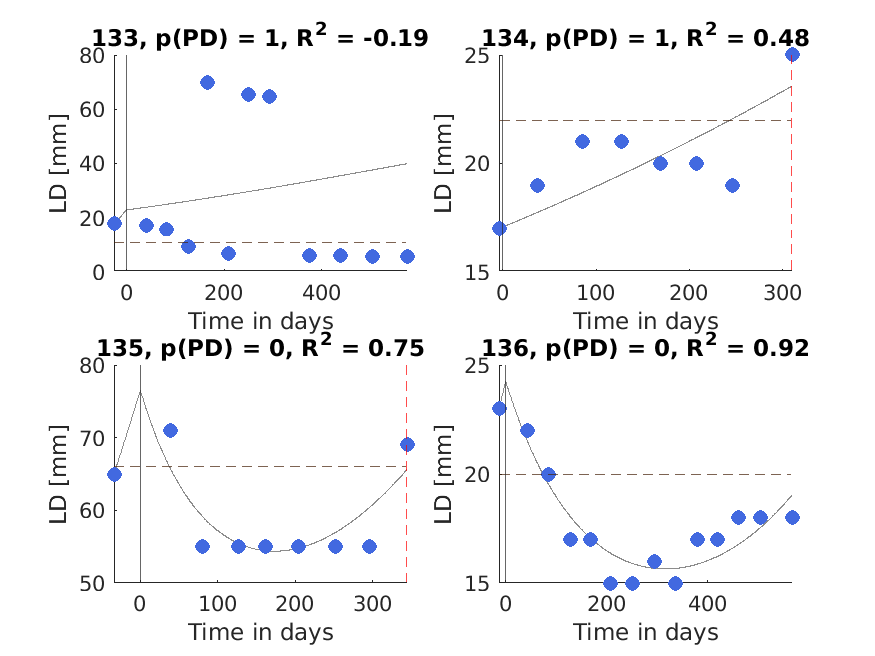 133, p(PD) = 1, R² = -0.19
80
60
40
20
0
LD [mm]
0 200 400
Time in days
134, p(PD) = 1, R² = 0.48
25
20
15
LD [mm]
0 100 200 300
Time in days
135, p(PD) = 0, R² = 0.75
80
70
60
50
LD [mm]
0 100 200 300
Time in days
136, p(PD) = 0, R² = 0.92
25
20
15
LD [mm]
0 200 400
Time in days